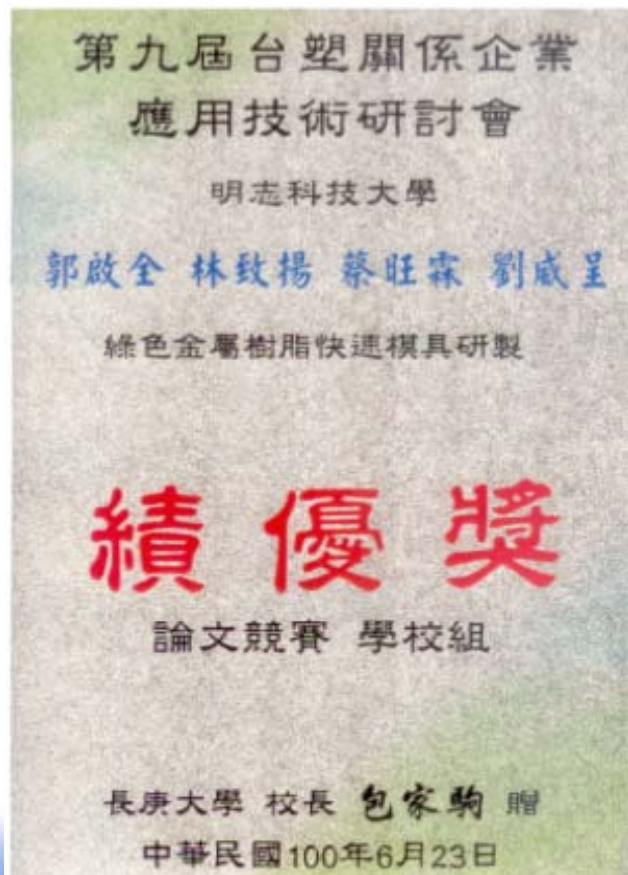 第九屆台塑關係企業
應用技術研討會
明志科技大學
郭啟全 林致揚 蔡旺霖 劉威呈
綠色金屬樹脂快速模具研製
績優獎
論文競賽 學校組
長庚大學 校長 包家駒 贈
中華民國100年6月23日